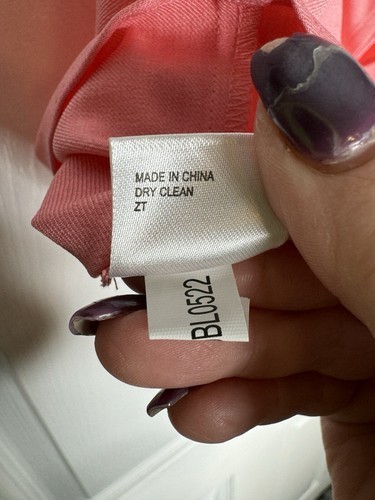 MADE IN CHINA
DRY CLEAN
ZT
BL0522